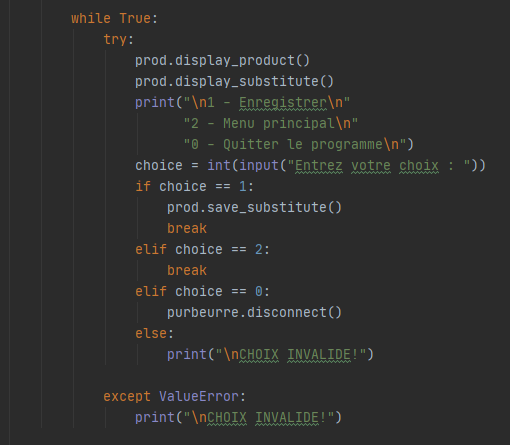 while True:
try:
prod.display_product()
prod.display_substitute()
print("\n1 - Enregistrer\n"
"2 - Menu principal\n"
"0 - Quitter le programme\n")
choice = int(input("Entrez votre choix : "))
if choice == 1:
prod.save_substitute()
break
elif choice == 2:
break
elif choice == 0:
purbeurre.disconnect()
else:
print("\nCHOIX INVALIDE!")
except ValueError:
print("\nCHOIX INVALIDE!")